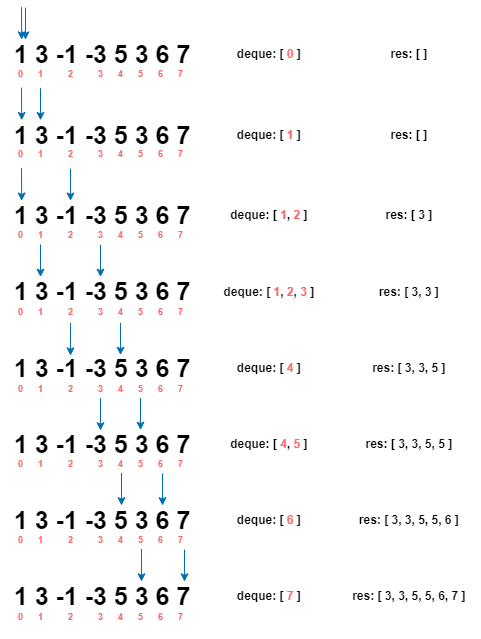 1 3 -1 -3 5 3 6 7 deque: [ 0 ] res: [ ]
0 1 2 3 4 5 6 7
1 3 -1 -3 5 3 6 7 deque: [ 1 ] res: [ ]
0 1 2 3 4 5 6 7
1 3 -1 -3 5 3 6 7 deque: [ 1, 2 ] res: [ 3 ]
0 1 2 3 4 5 6 7
1 3 -1 -3 5 3 6 7 deque: [ 1, 2, 3 ] res: [ 3, 3 ]
0 1 2 3 4 5 6 7
1 3 -1 -3 5 3 6 7 deque: [ 4 ] res: [ 3, 3, 5 ]
0 1 2 3 4 5 6 7
1 3 -1 -3 5 3 6 7 deque: [ 4, 5 ] res: [ 3, 3, 5, 5 ]
0 1 2 3 4 5 6 7
1 3 -1 -3 5 3 6 7 deque: [ 6 ] res: [ 3, 3, 5, 5, 6 ]
0 1 2 3 4 5 6 7
1 3 -1 -3 5 3 6 7 deque: [ 7 ] res: [ 3, 3, 5, 5, 6, 7 ]
0 1 2 3 4 5 6 7